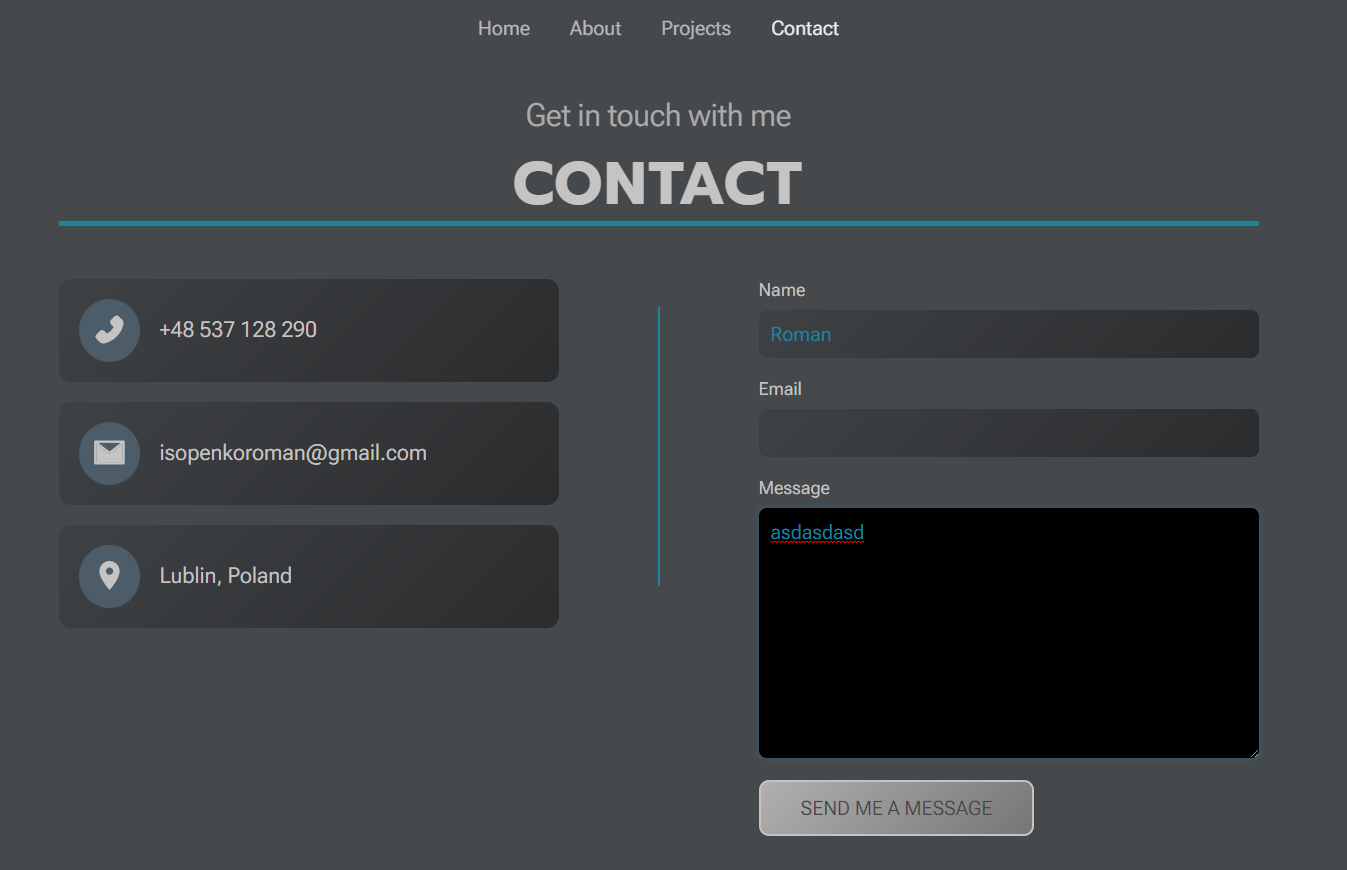 Home About Projects Contact
Get in touch with me
CONTACT
+48 537 128 290
isopenkoroman@gmail.com
Lublin, Poland
Name
Roman
Email
Message
asdasdasd
SEND ME A MESSAGE